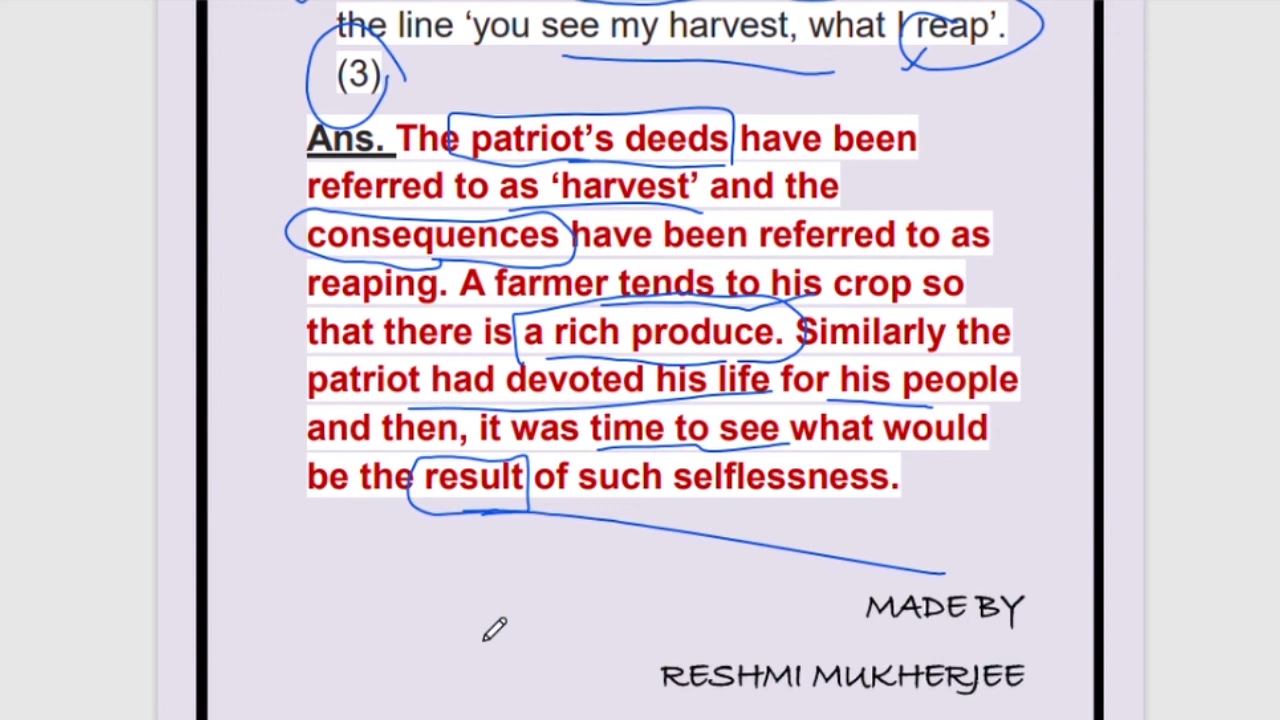 the line ‘you see my harvest, what I reap’.
(3)
Ans. The patriot’s deeds have been
referred to as ‘harvest’ and the
consequences have been referred to as
reaping. A farmer tends to his crop so
that there is a rich produce. Similarly the
patriot had devoted his life for his people
and then, it was time to see what would
be the result of such selflessness.
MADE BY
RESHMI MUKHERJEE